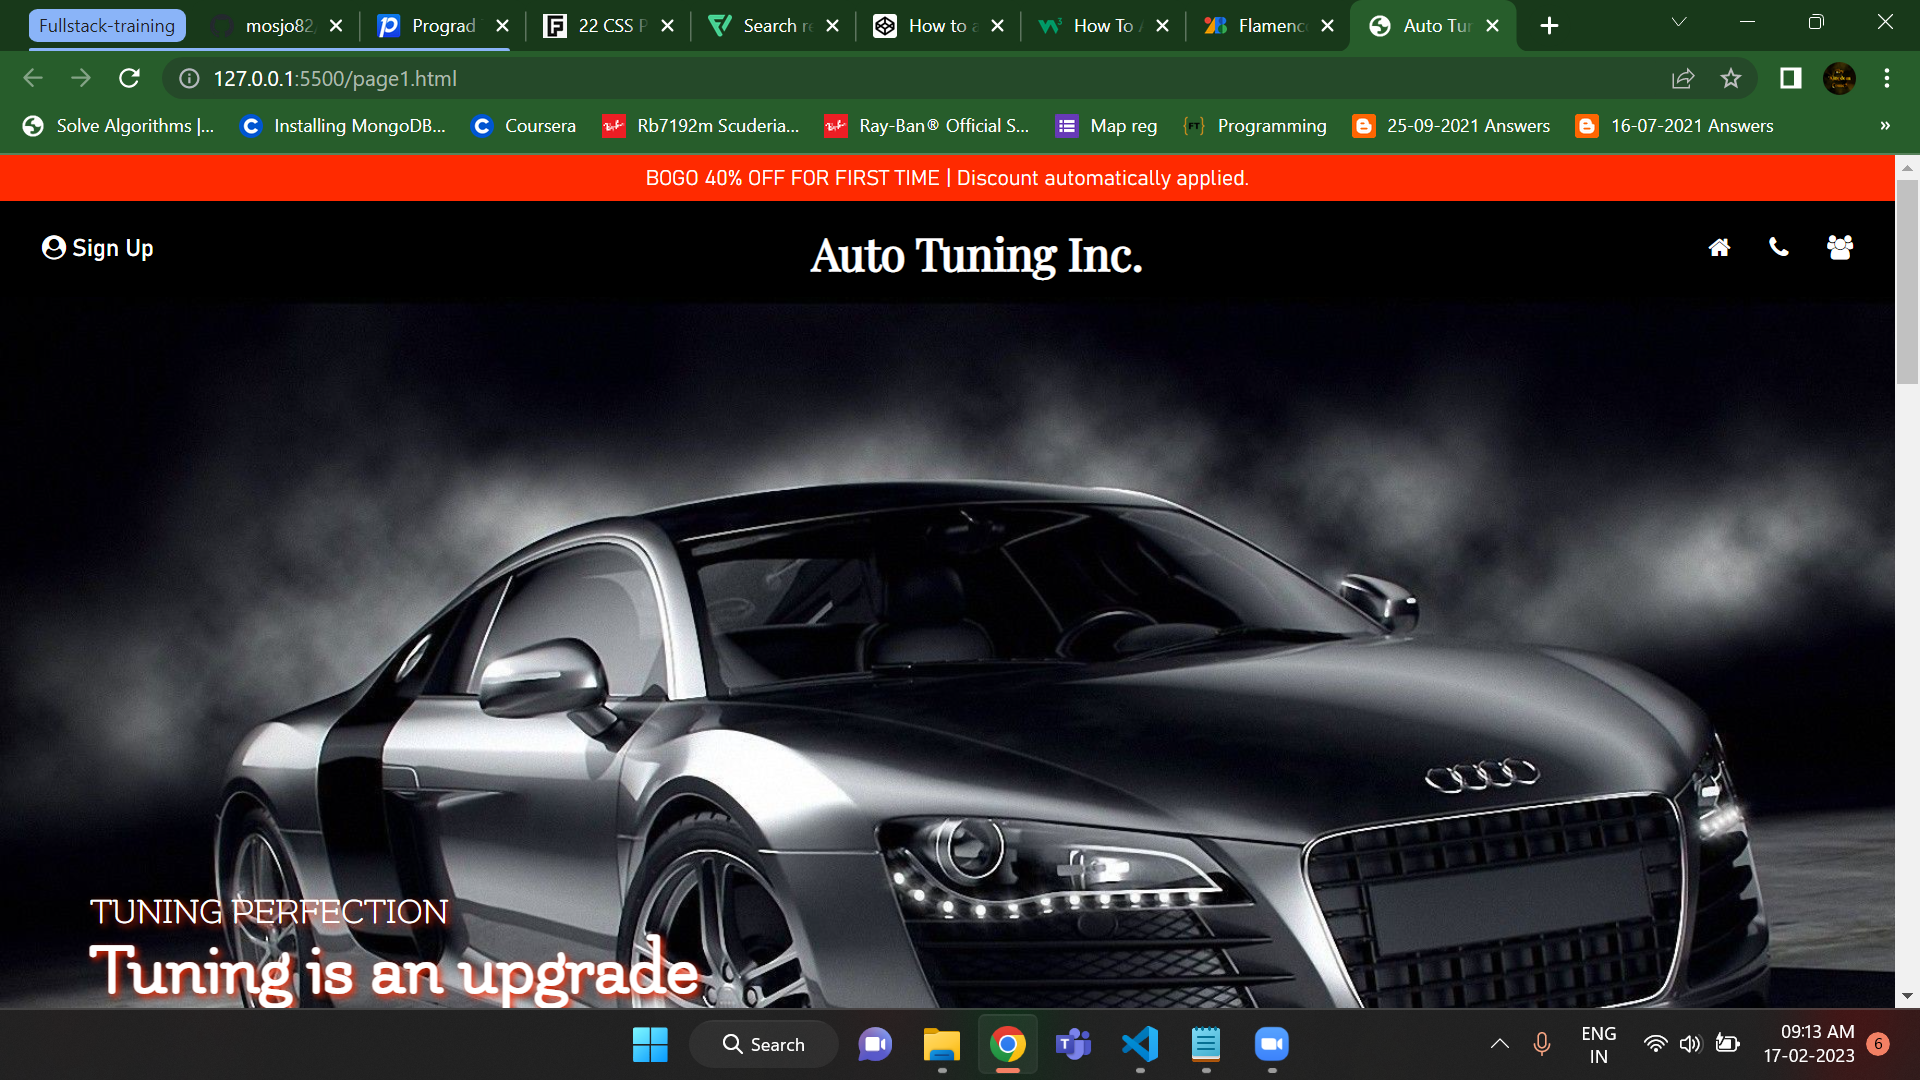 Fullstack-training
mosjo82
Prograd
22 CSS P
Search re
How to a
How To
Flamenc
Auto Tun
127.0.0.1:5500/page1.html
Solve Algorithms |...
Installing MongoDB...
Coursera
Rb7192m Scuderia...
Ray-Ban® Official S...
Map reg
Programming
25-09-2021 Answers
16-07-2021 Answers
»
BOGO 40% OFF FOR FIRST TIME | Discount automatically applied.
Sign Up
Auto Tuning Inc.
TUNING PERFECTION
Tuning is an upgrade
Search
ENG
IN
09:13 AM
17-02-2023
6